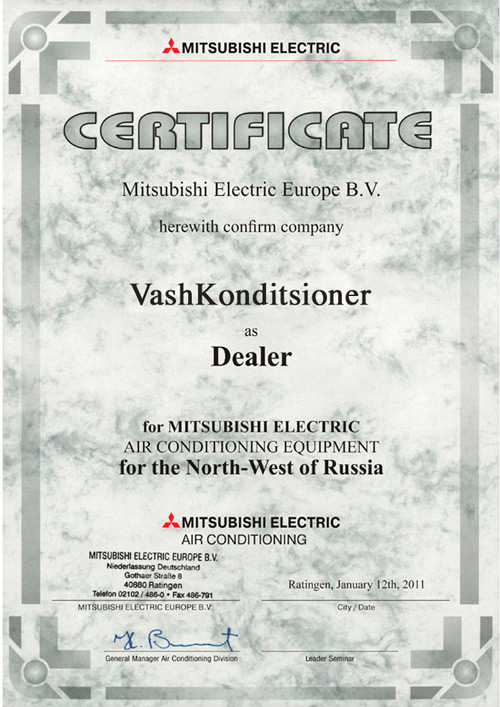 MITSUBISHI ELECTRIC
CERTIFICATE
Mitsubishi Electric Europe B.V.
herewith confirm company
VashKonditsioner
as
Dealer
for MITSUBISHI ELECTRIC
AIR CONDITIONING EQUIPMENT
for the North-West of Russia
MITSUBISHI ELECTRIC
AIR CONDITIONING
MITSUBISHI ELECTRIC EUROPE B.V.
Niederlassung Deutschland
Gothaer Straße 8
40880 Ratingen
Telefon 02102 / 486-0 • Fax 486-791
Ratingen, January 12th, 2011
MITSUBISHI ELECTRIC EUROPE B.V.
City / Date
General Manager Air Conditioning Division
Leader Seminar